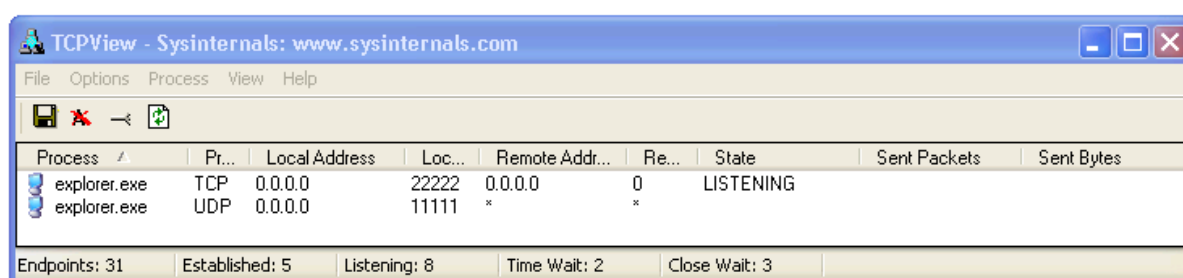 TCPView - Sysinternals: www.sysinternals.com
File Options Process View Help
Process Pr... Local Address Loc... Remote Addr... Re... State Sent Packets Sent Bytes
explorer.exe TCP 0.0.0.0 22222 0.0.0.0 0 LISTENING
explorer.exe UDP 0.0.0.0 11111 * *
Endpoints: 31 Established: 5 Listening: 8 Time Wait: 2 Close Wait: 3